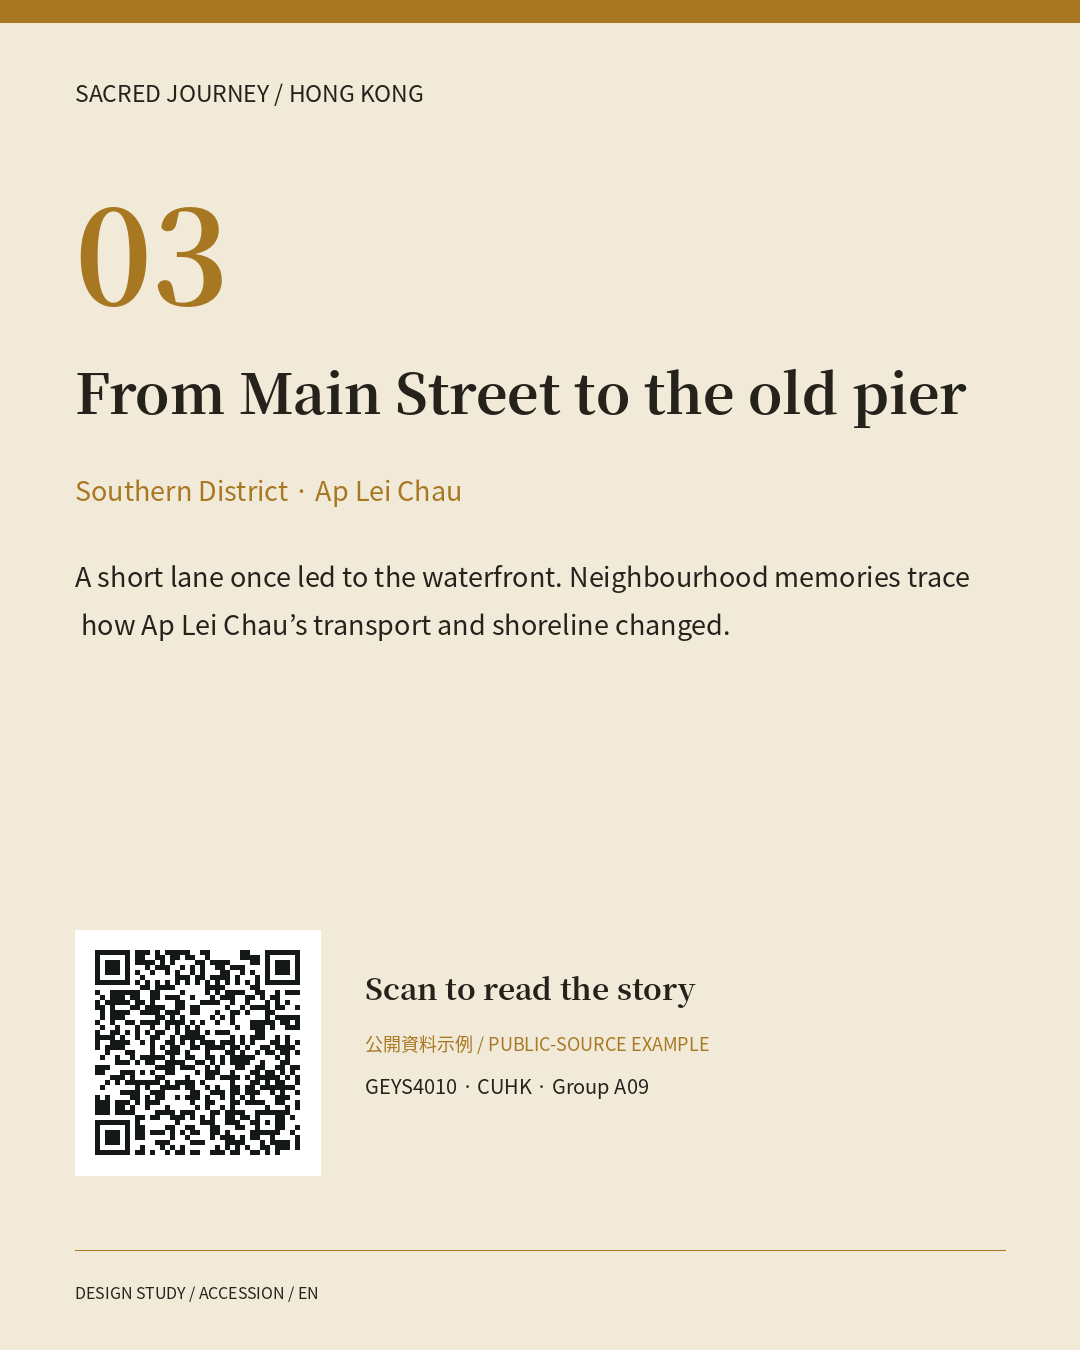 SACRED JOURNEY / HONG KONG
03
From Main Street to the old pier
Southern District · Ap Lei Chau
A short lane once led to the waterfront. Neighbourhood memories trace
how Ap Lei Chau’s transport and shoreline changed.
Scan to read the story
公開資料示例 / PUBLIC-SOURCE EXAMPLE
GEYS4010 · CUHK · Group A09
DESIGN STUDY / ACCESSION / EN